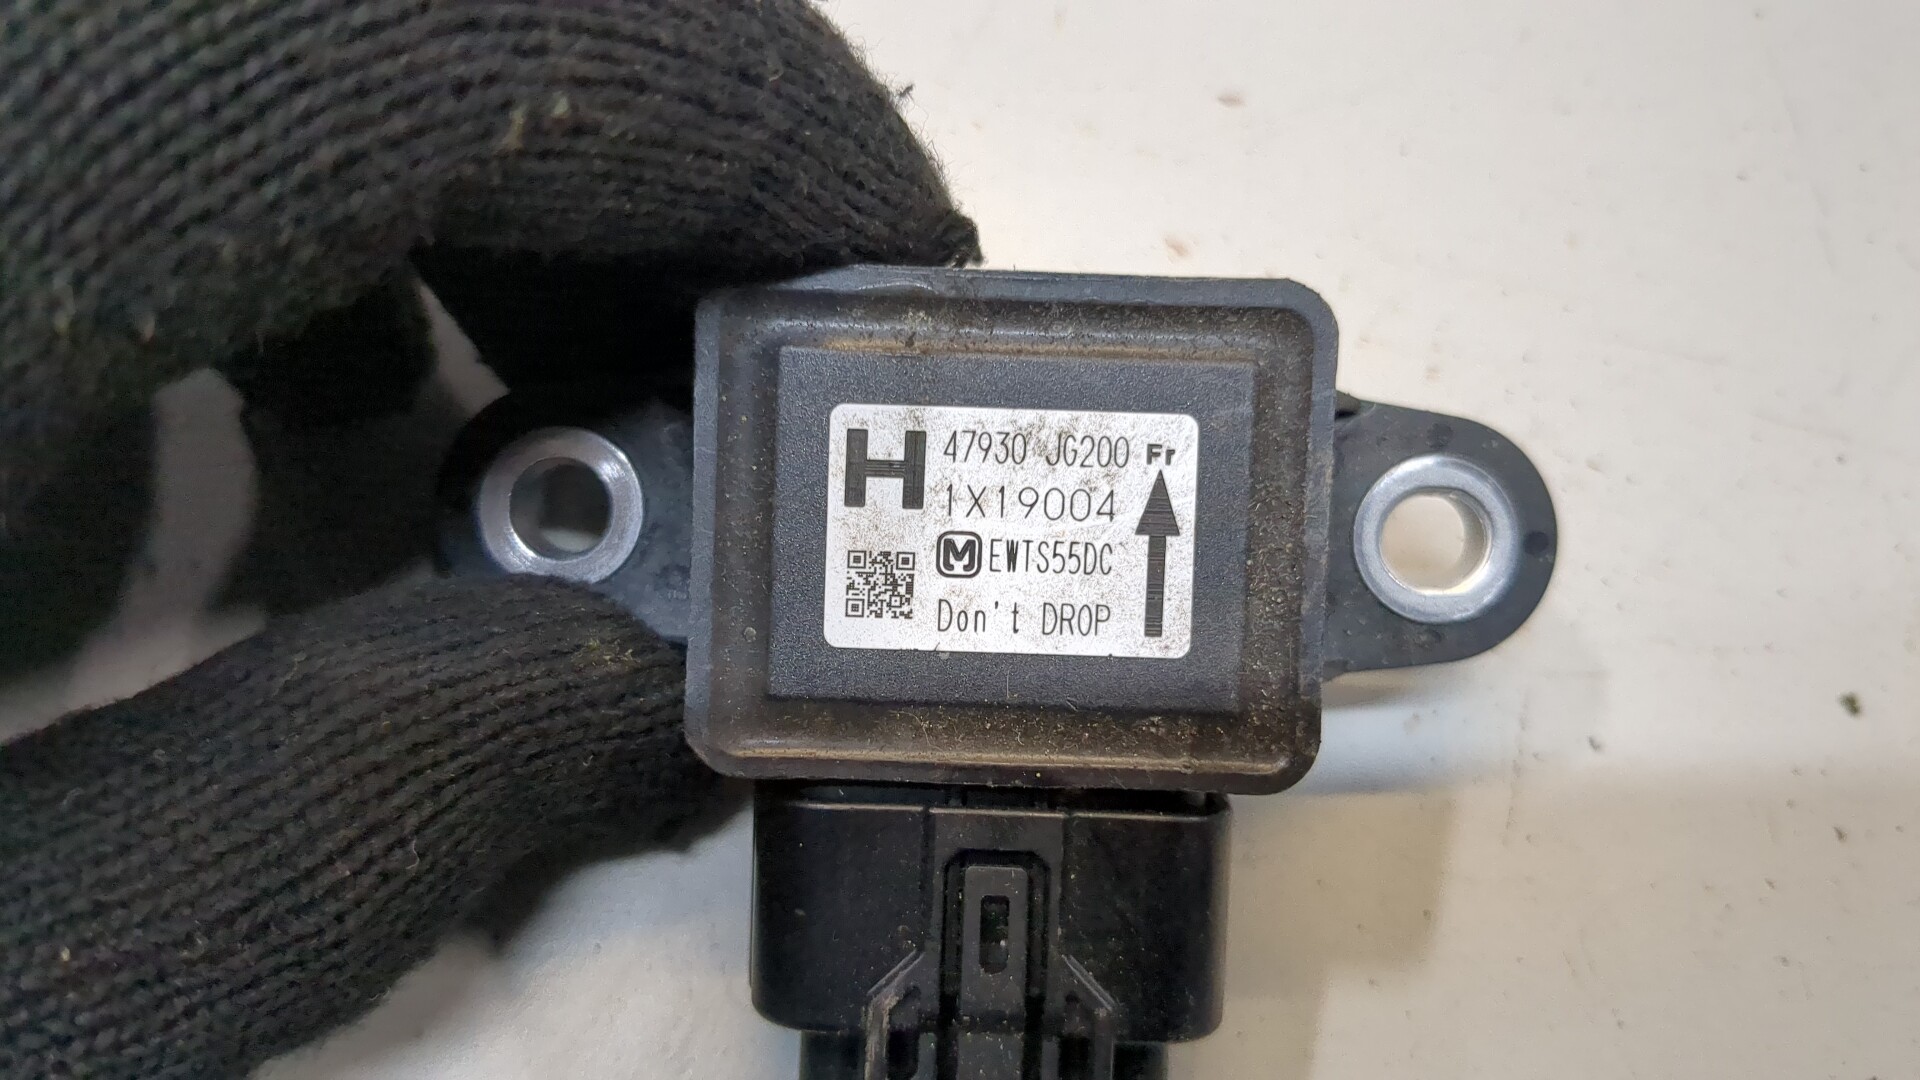 H 47930 JG200 Fr
1X19004
M EWTS55DC
Don't DROP